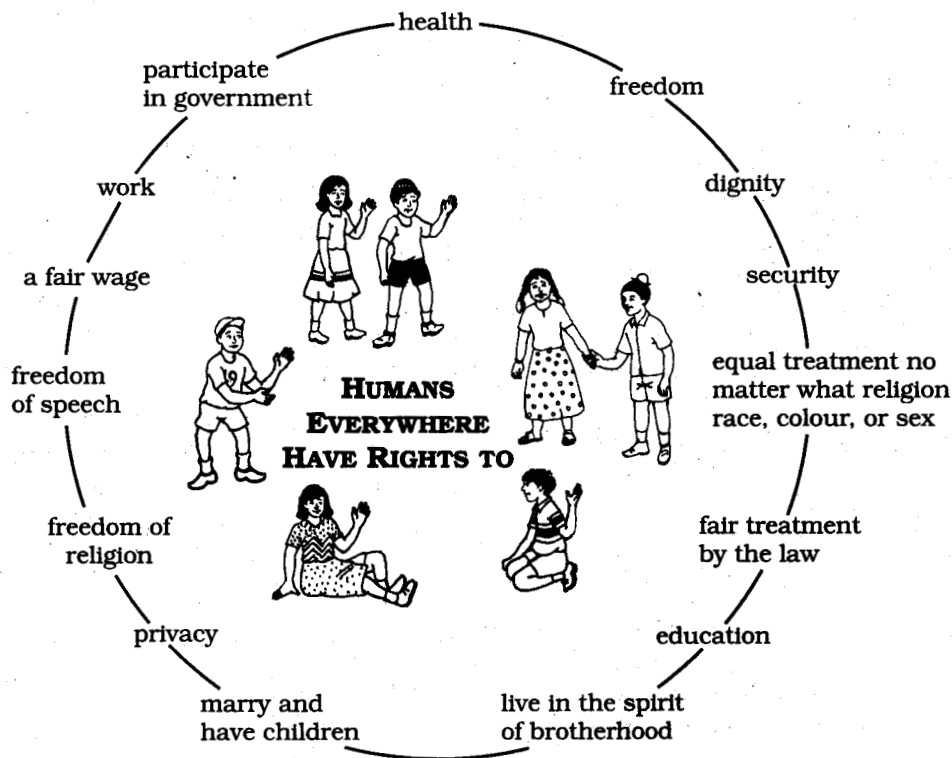 health
freedom
dignity
security
equal treatment no
matter what religion
race, colour, or sex
fair treatment
by the law
education
live in the spirit
of brotherhood
marry and
have children
privacy
freedom of
religion
freedom
of speech
a fair wage
work
participate
in government
HUMANS
EVERYWHERE
HAVE RIGHTS TO
9